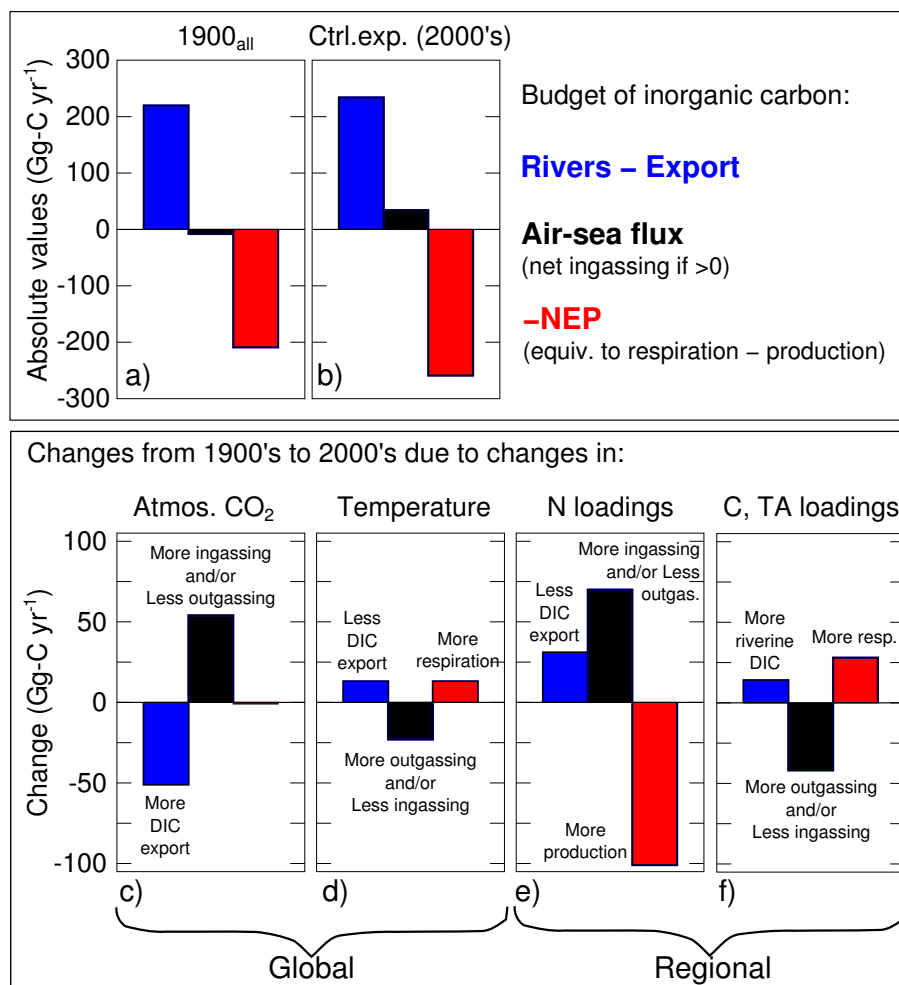 1900all
Ctrl.exp. (2000's)
Absolute values (Gg-C yr-1)
300
200
100
0
-100
-200
-300
a)
b)
Budget of inorganic carbon:
Rivers − Export
Air-sea flux
(net ingassing if >0)
−NEP
(equiv. to respiration − production)
Changes from 1900's to 2000's due to changes in:
Atmos. CO2
Temperature
N loadings
C, TA loadings
Change (Gg-C yr-1)
100
50
0
-50
-100
More ingassing
and/or
Less outgassing
More
DIC
export
c)
Less
DIC
export
More
respiration
More outgassing
and/or
Less ingassing
d)
More ingassing
and/or Less
outgas.
Less
DIC
export
More
production
e)
More
riverine
DIC
More resp.
More outgassing
and/or
Less ingassing
f)
Global
Regional